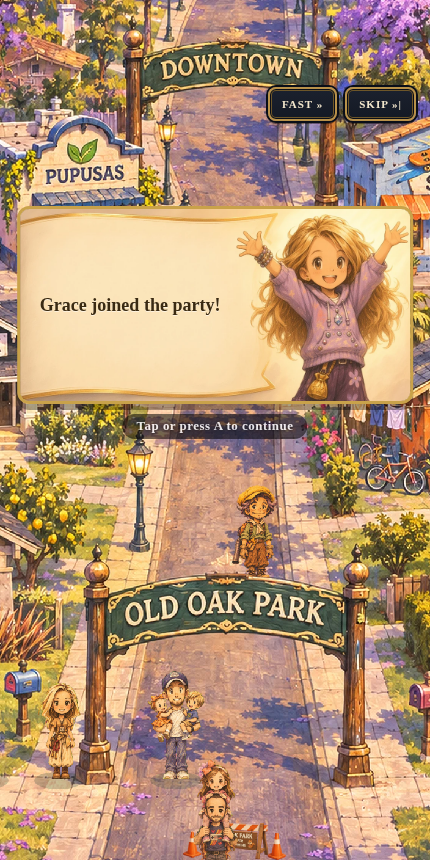 DOWNTOWN
FAST »
SKIP »|
PUPUSAS
Grace joined the party!
Tap or press A to continue
OLD OAK PARK